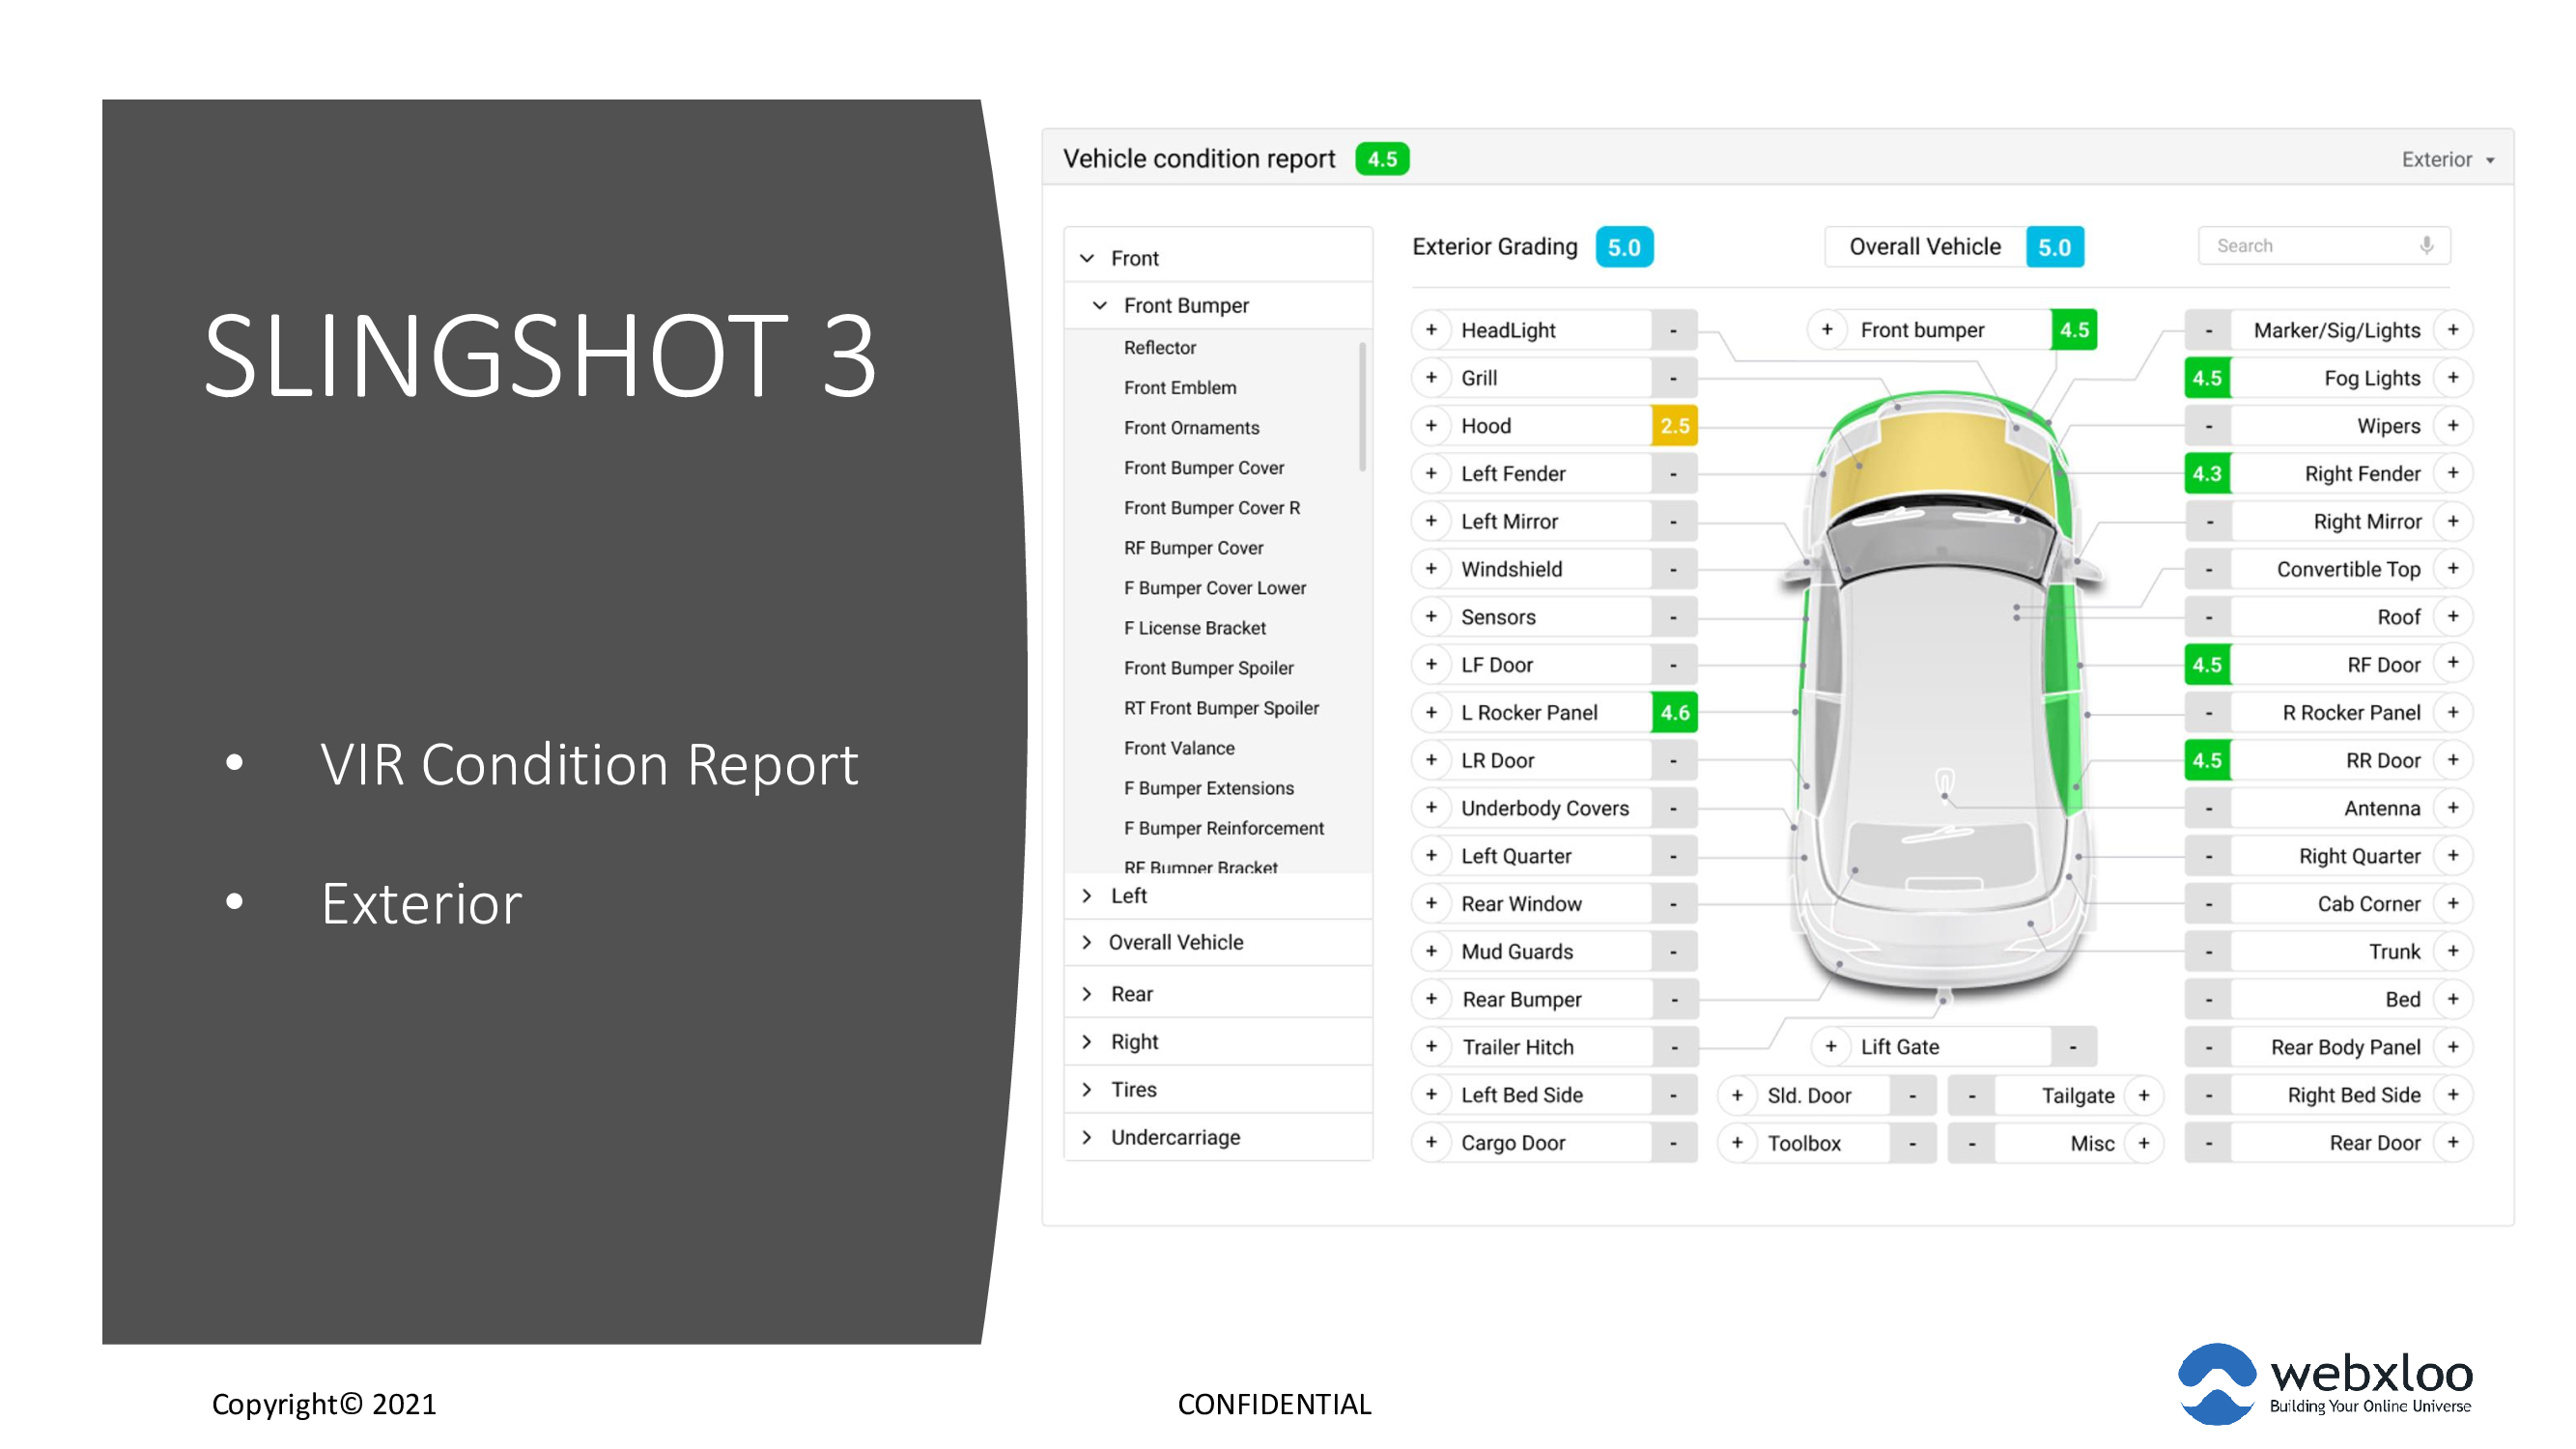 SLINGSHOT 3
• VIR Condition Report
• Exterior
Vehicle condition report 4.5
Exterior
Front
Front Bumper
Reflector
Front Emblem
Front Ornaments
Front Bumper Cover
Front Bumper Cover R
RF Bumper Cover
F Bumper Cover Lower
F License Bracket
Front Bumper Spoiler
RT Front Bumper Spoiler
Front Valance
F Bumper Extensions
F Bumper Reinforcement
RF Bumper Bracket
Left
Overall Vehicle
Rear
Right
Tires
Undercarriage
Exterior Grading 5.0
Overall Vehicle 5.0
Search
+ HeadLight -
+ Grill -
+ Hood 2.5
+ Left Fender -
+ Left Mirror -
+ Windshield -
+ Sensors -
+ LF Door -
+ L Rocker Panel 4.6
+ LR Door -
+ Underbody Covers -
+ Left Quarter -
+ Rear Window -
+ Mud Guards -
+ Rear Bumper -
+ Trailer Hitch -
+ Left Bed Side -
+ Cargo Door -
+ Front bumper 4.5
+ Lift Gate -
+ Sld. Door -
- Tailgate +
+ Toolbox -
- Misc +
- Marker/Sig/Lights +
4.5 Fog Lights +
- Wipers +
4.3 Right Fender +
- Right Mirror +
- Convertible Top +
- Roof +
4.5 RF Door +
- R Rocker Panel +
4.5 RR Door +
- Antenna +
- Right Quarter +
- Cab Corner +
- Trunk +
- Bed +
- Rear Body Panel +
- Right Bed Side +
- Rear Door +
Copyright© 2021
CONFIDENTIAL
webxloo
Building Your Online Universe